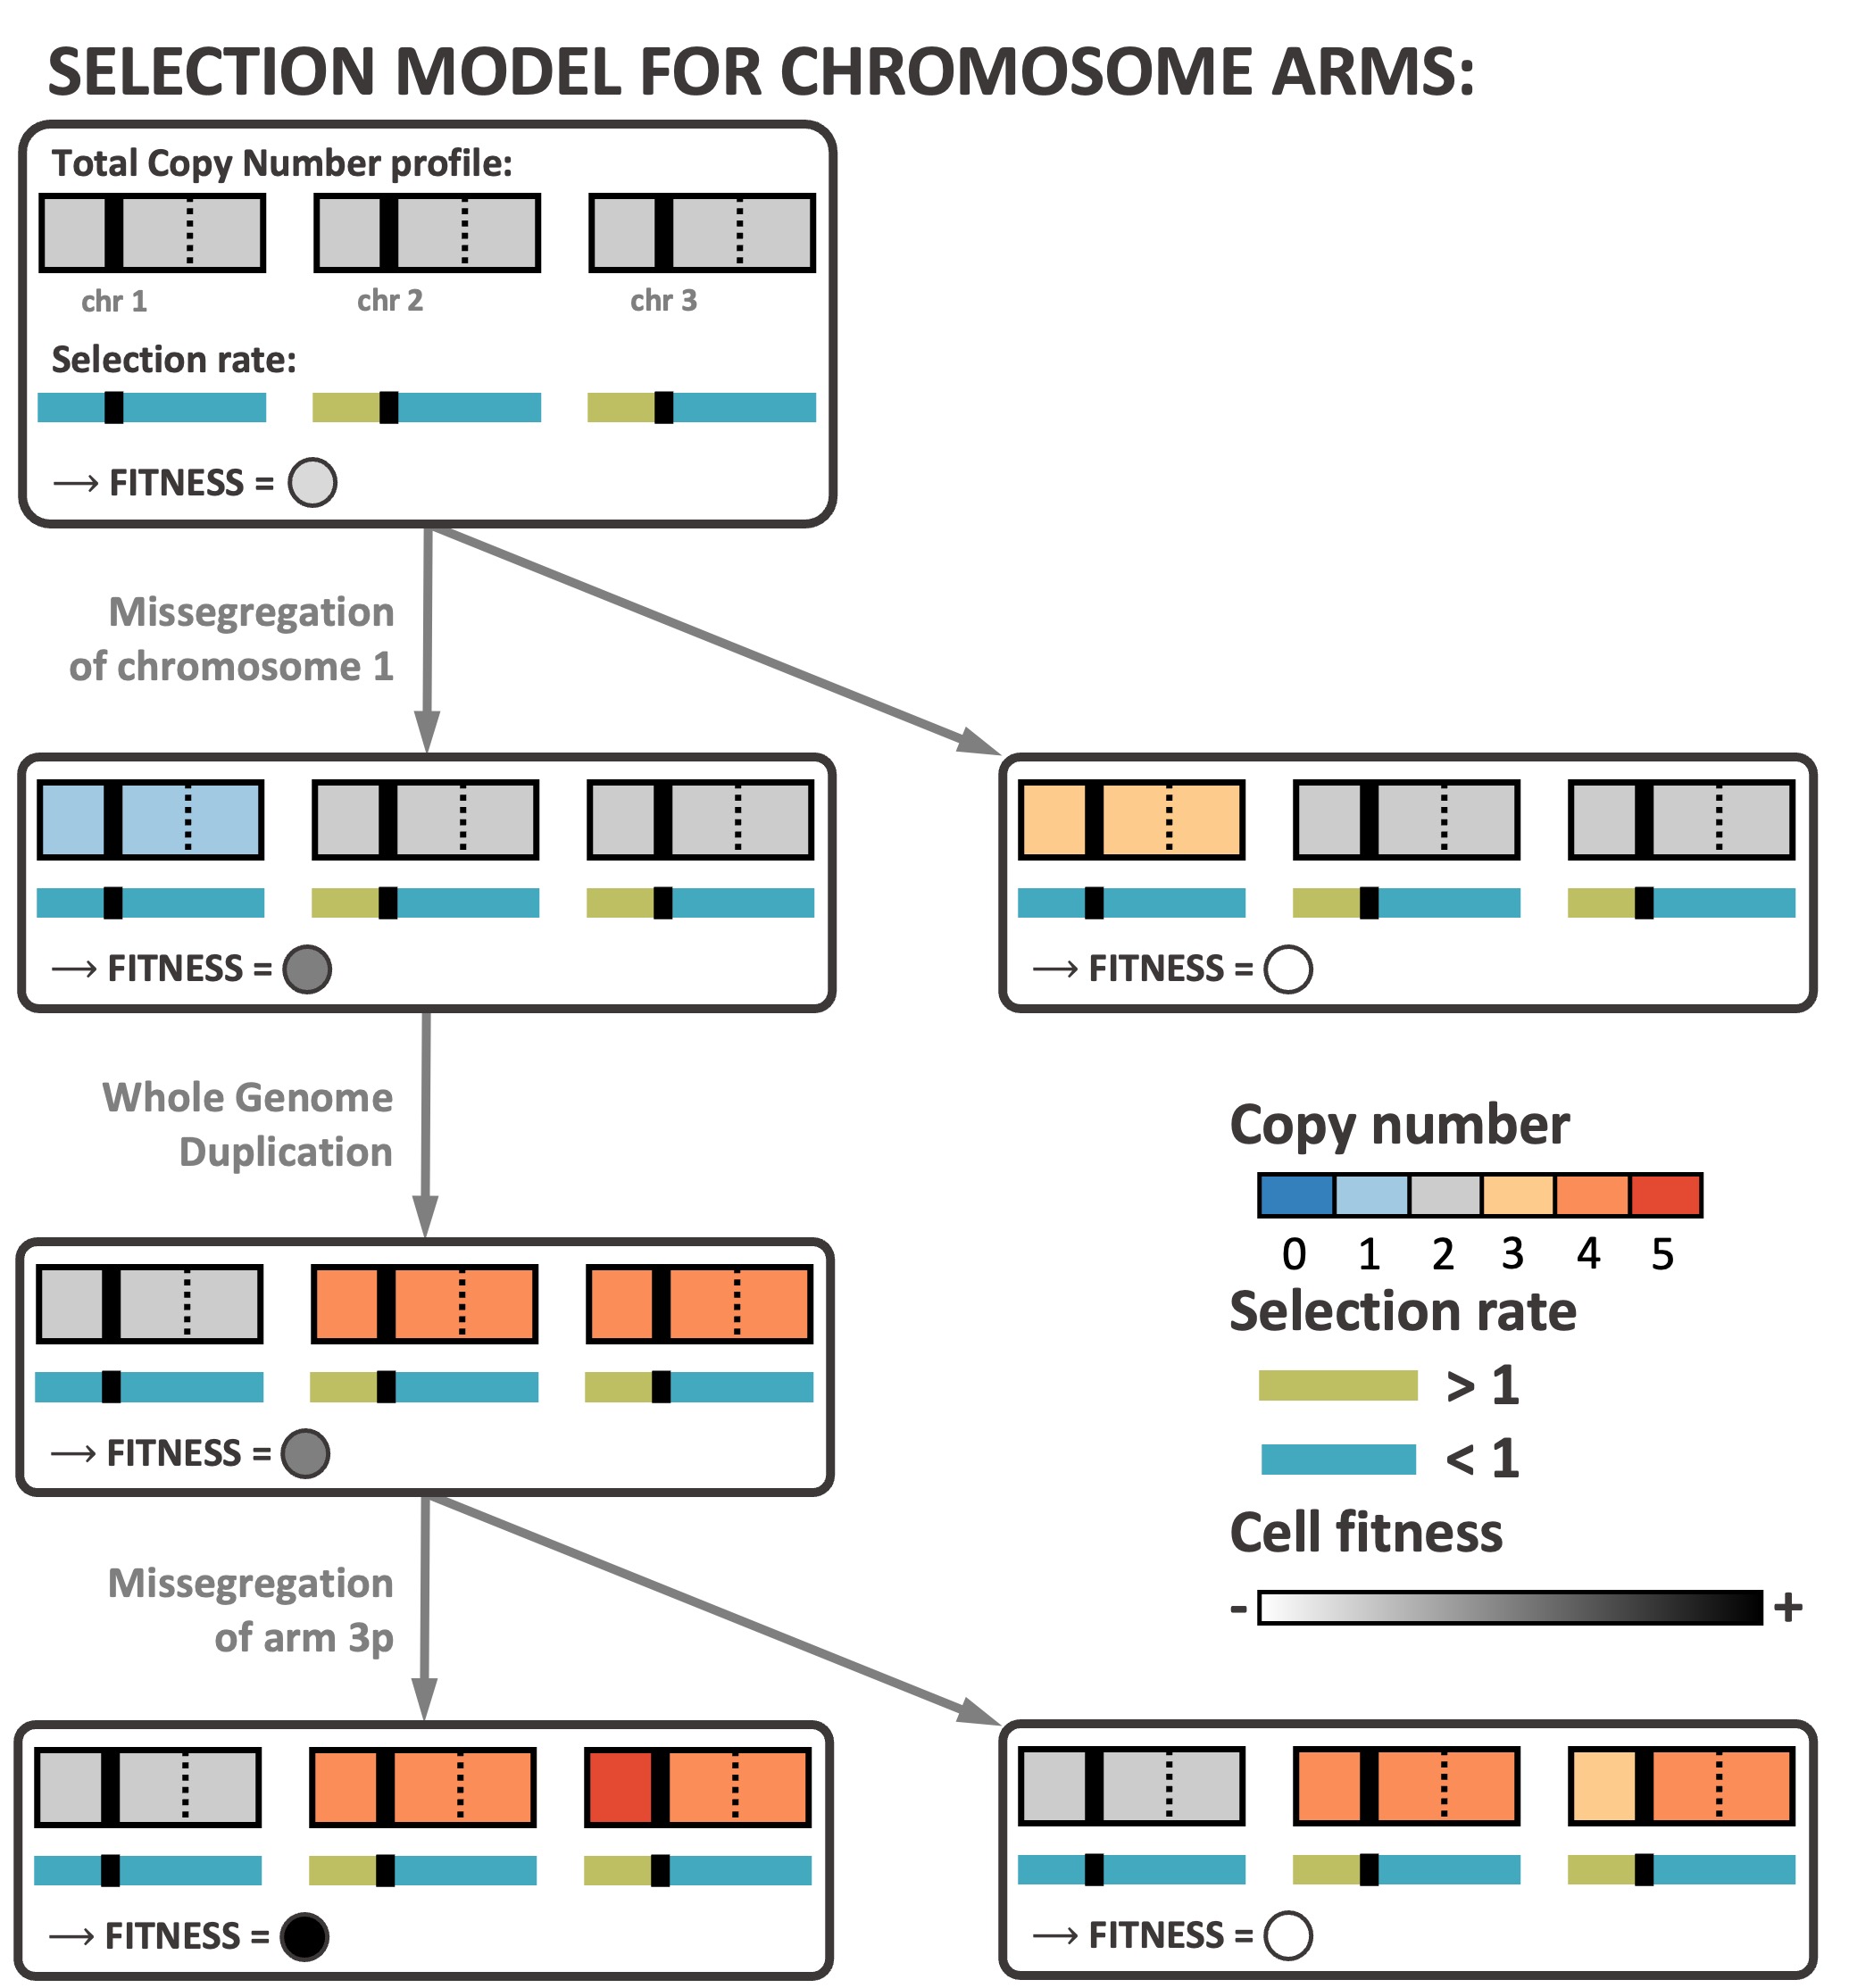 SELECTION MODEL FOR CHROMOSOME ARMS:
Total Copy Number profile:
chr 1 chr 2 chr 3
Selection rate:
→ FITNESS =
Missegregation
of chromosome 1
→ FITNESS =
→ FITNESS =
Whole Genome
Duplication
Copy number
0 1 2 3 4 5
Selection rate
> 1
< 1
Cell fitness
- +
→ FITNESS =
Missegregation
of arm 3p
→ FITNESS =
→ FITNESS =